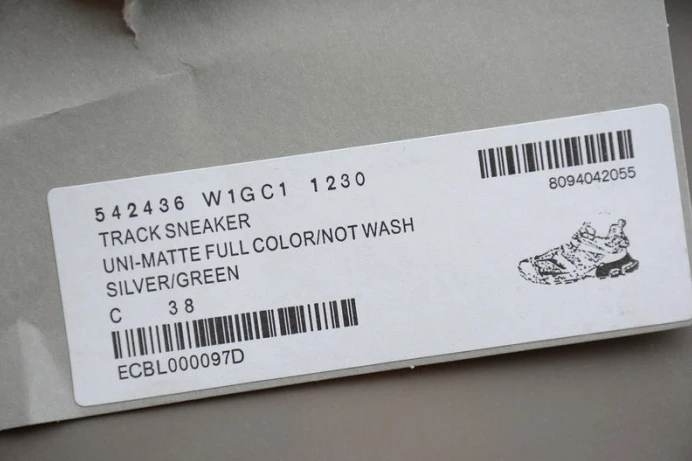 542436 W1GC1 1230
TRACK SNEAKER
UNI-MATTE FULL COLOR/NOT WASH
SILVER/GREEN
C 38
ECBL000097D
8094042055